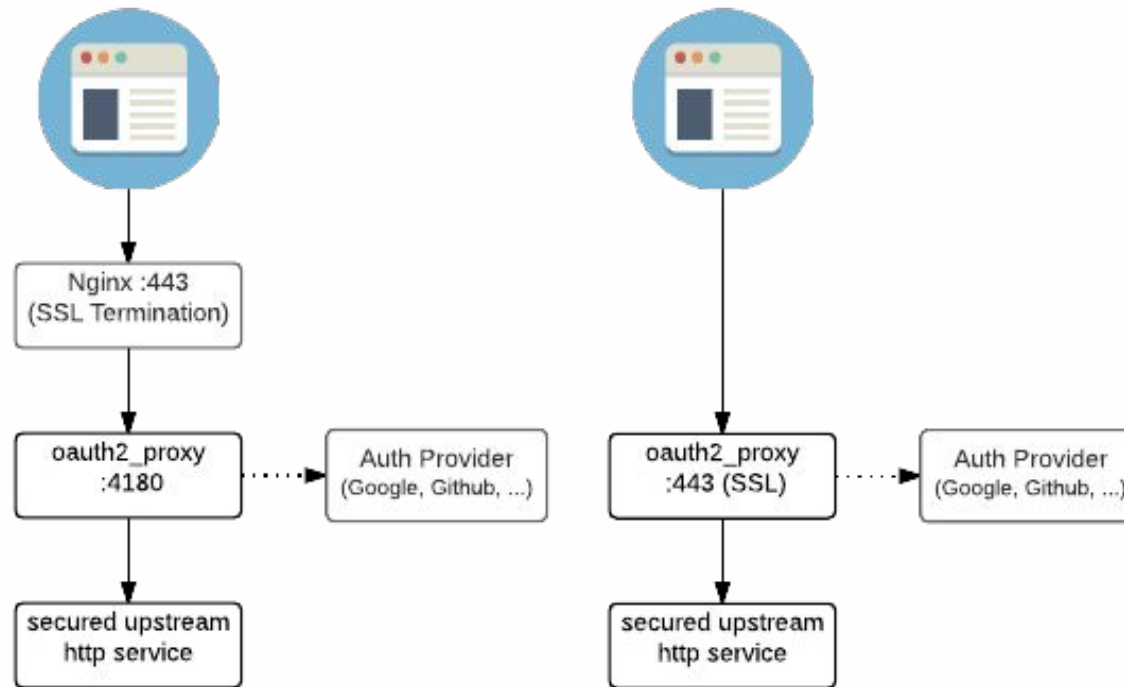 Nginx :443
(SSL Termination)
oauth2_proxy
:4180
Auth Provider
(Google, Github, ...)
secured upstream
http service
oauth2_proxy
:443 (SSL)
Auth Provider
(Google, Github, ...)
secured upstream
http service